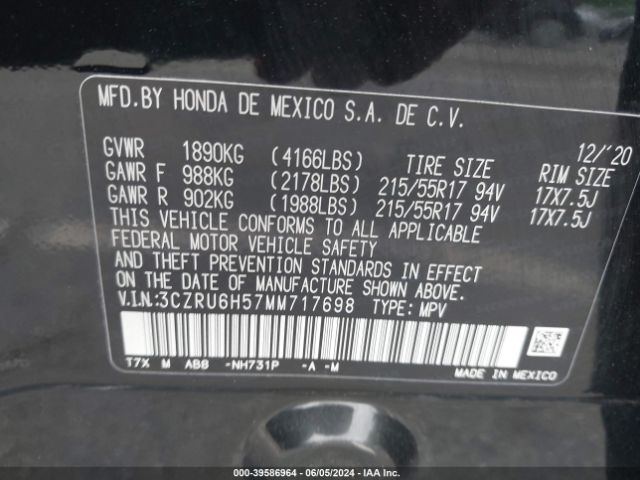 MFD.BY HONDA DE MEXICO S.A. DE C.V.
12/'20
GVWR 1890KG (4166LBS) TIRE SIZE RIM SIZE
GAWR F 988KG (2178LBS) 215/55R17 94V 17X7.5J
GAWR R 902KG (1988LBS) 215/55R17 94V 17X7.5J
THIS VEHICLE CONFORMS TO ALL APPLICABLE
FEDERAL MOTOR VEHICLE SAFETY
AND THEFT PREVENTION STANDARDS IN EFFECT
ON THE DATE OF MANUFACTURE SHOWN ABOVE.
V.I.N:3CZRU6H57MM717698 TYPE: MPV
T7X M AB8 -NH731P -A -M
MADE IN MEXICO
© - 39586964 - 06/05/2024 - IAA Inc.